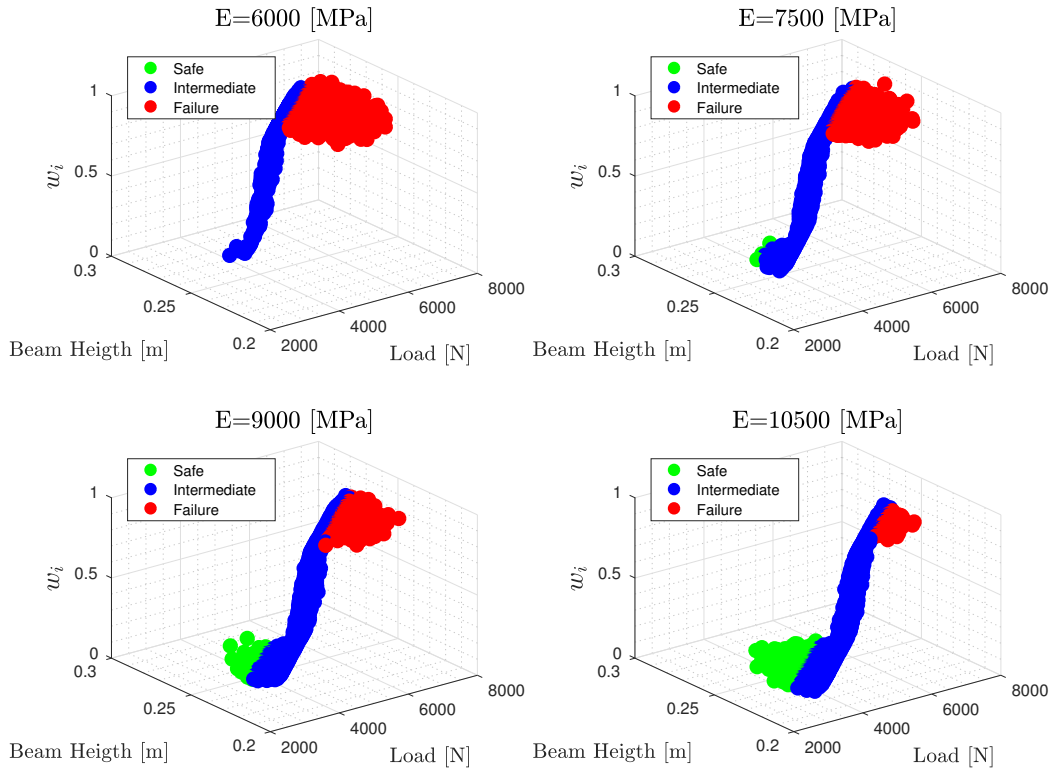 E=6000 [MPa]
Safe
Intermediate
Failure
1
0.5
0
w_i
0.3
0.25
0.2
Beam Heigth [m]
2000
4000
6000
8000
Load [N]
E=7500 [MPa]
Safe
Intermediate
Failure
1
0.5
0
w_i
0.3
0.25
0.2
Beam Heigth [m]
2000
4000
6000
8000
Load [N]
E=9000 [MPa]
Safe
Intermediate
Failure
1
0.5
0
w_i
0.3
0.25
0.2
Beam Heigth [m]
2000
4000
6000
8000
Load [N]
E=10500 [MPa]
Safe
Intermediate
Failure
1
0.5
0
w_i
0.3
0.25
0.2
Beam Heigth [m]
2000
4000
6000
8000
Load [N]